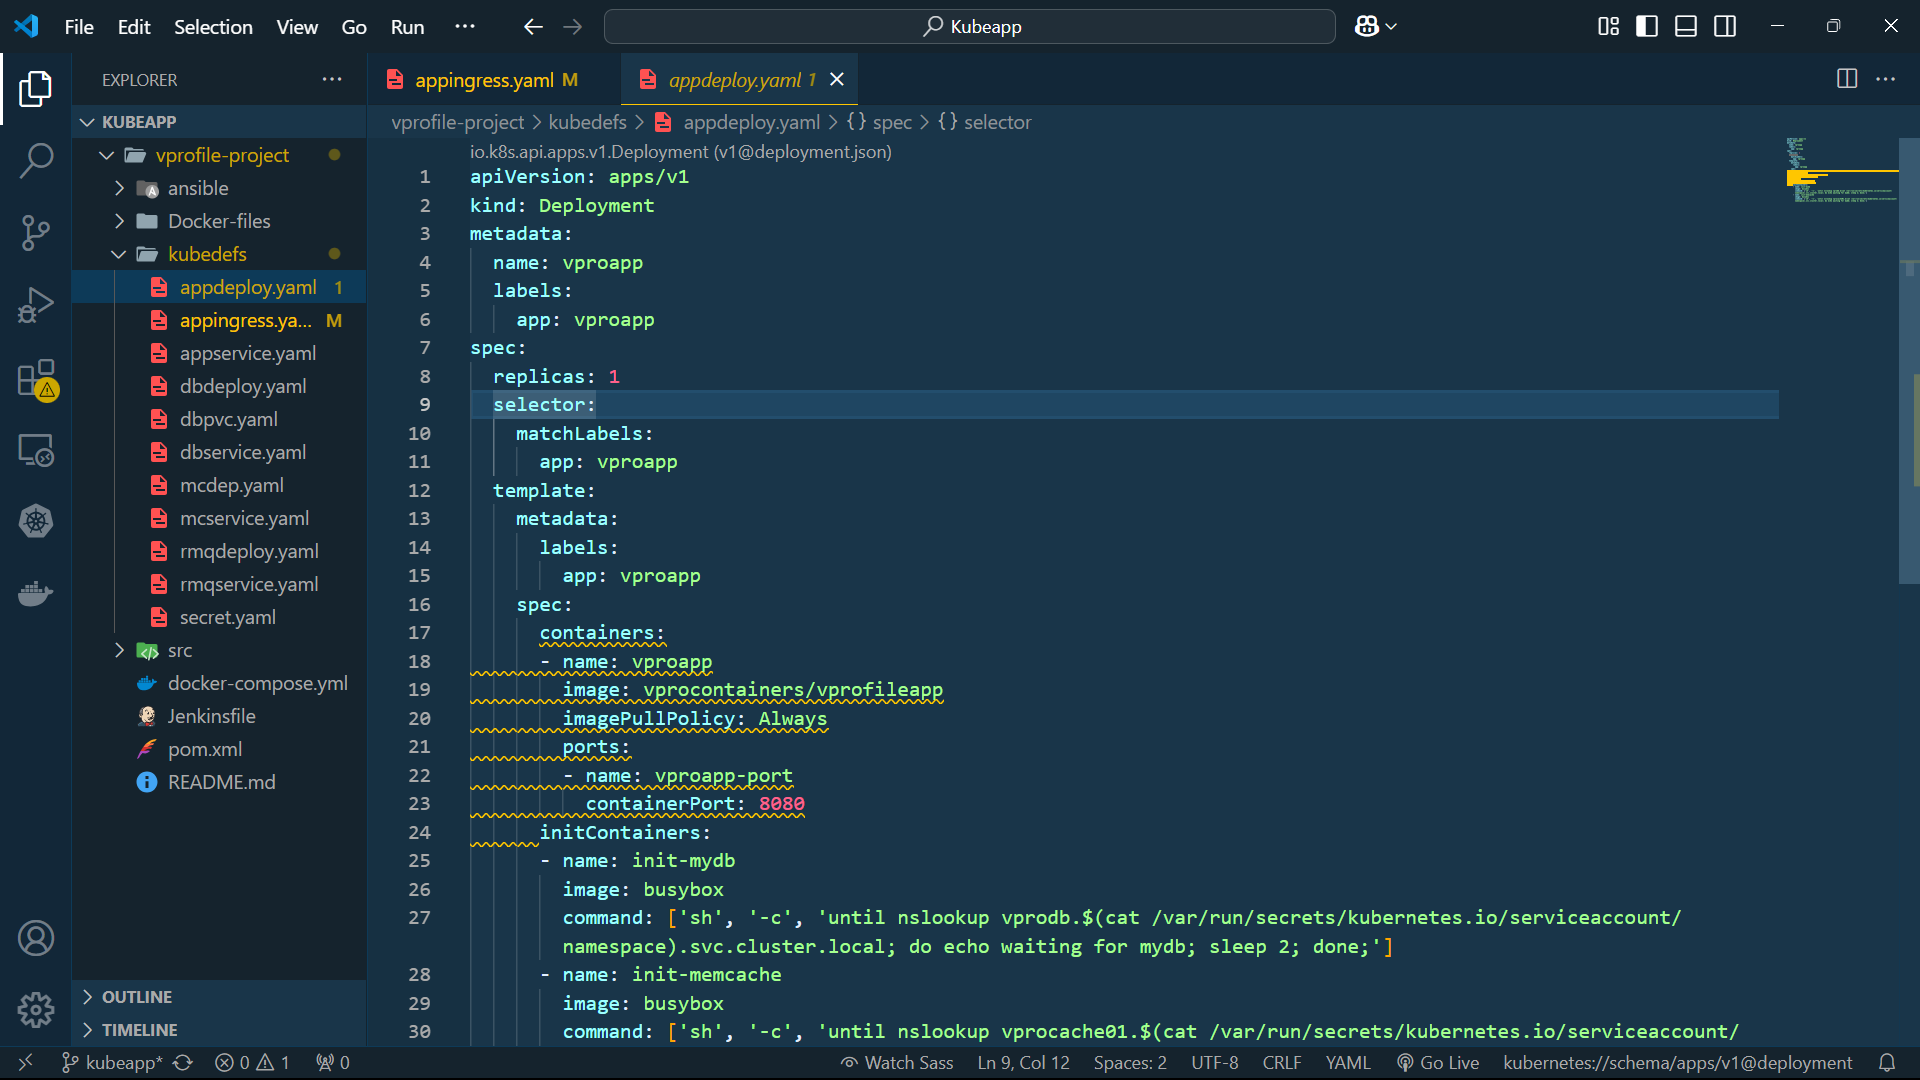 File Edit Selection View Go Run ··· Kubeapp
EXPLORER ···
KUBEAPP
vprofile-project
ansible
Docker-files
kubedefs
appdeploy.yaml 1
appingress.ya... M
appservice.yaml
dbdeploy.yaml
dbpvc.yaml
dbservice.yaml
mcdep.yaml
mcservice.yaml
rmqdeploy.yaml
rmqservice.yaml
secret.yaml
src
docker-compose.yml
Jenkinsfile
pom.xml
README.md
OUTLINE
TIMELINE
appingress.yaml M appdeploy.yaml 1
vprofile-project > kubedefs > appdeploy.yaml > {} spec > {} selector
io.k8s.api.apps.v1.Deployment (v1@deployment.json)
1 apiVersion: apps/v1
2 kind: Deployment
3 metadata:
4 name: vproapp
5 labels:
6 app: vproapp
7 spec:
8 replicas: 1
9 selector:
10 matchLabels:
11 app: vproapp
12 template:
13 metadata:
14 labels:
15 app: vproapp
16 spec:
17 containers:
18 - name: vproapp
19 image: vprocontainers/vprofileapp
20 imagePullPolicy: Always
21 ports:
22 - name: vproapp-port
23 containerPort: 8080
24 initContainers:
25 - name: init-mydb
26 image: busybox
27 command: ['sh', '-c', 'until nslookup vprodb.$(cat /var/run/secrets/kubernetes.io/serviceaccount/
namespace).svc.cluster.local; do echo waiting for mydb; sleep 2; done;']
28 - name: init-memcache
29 image: busybox
30 command: ['sh', '-c', 'until nslookup vprocache01.$(cat /var/run/secrets/kubernetes.io/serviceaccount/
kubeapp* 0 1 0 Watch Sass Ln 9, Col 12 Spaces: 2 UTF-8 CRLF YAML Go Live kubernetes://schema/apps/v1@deployment